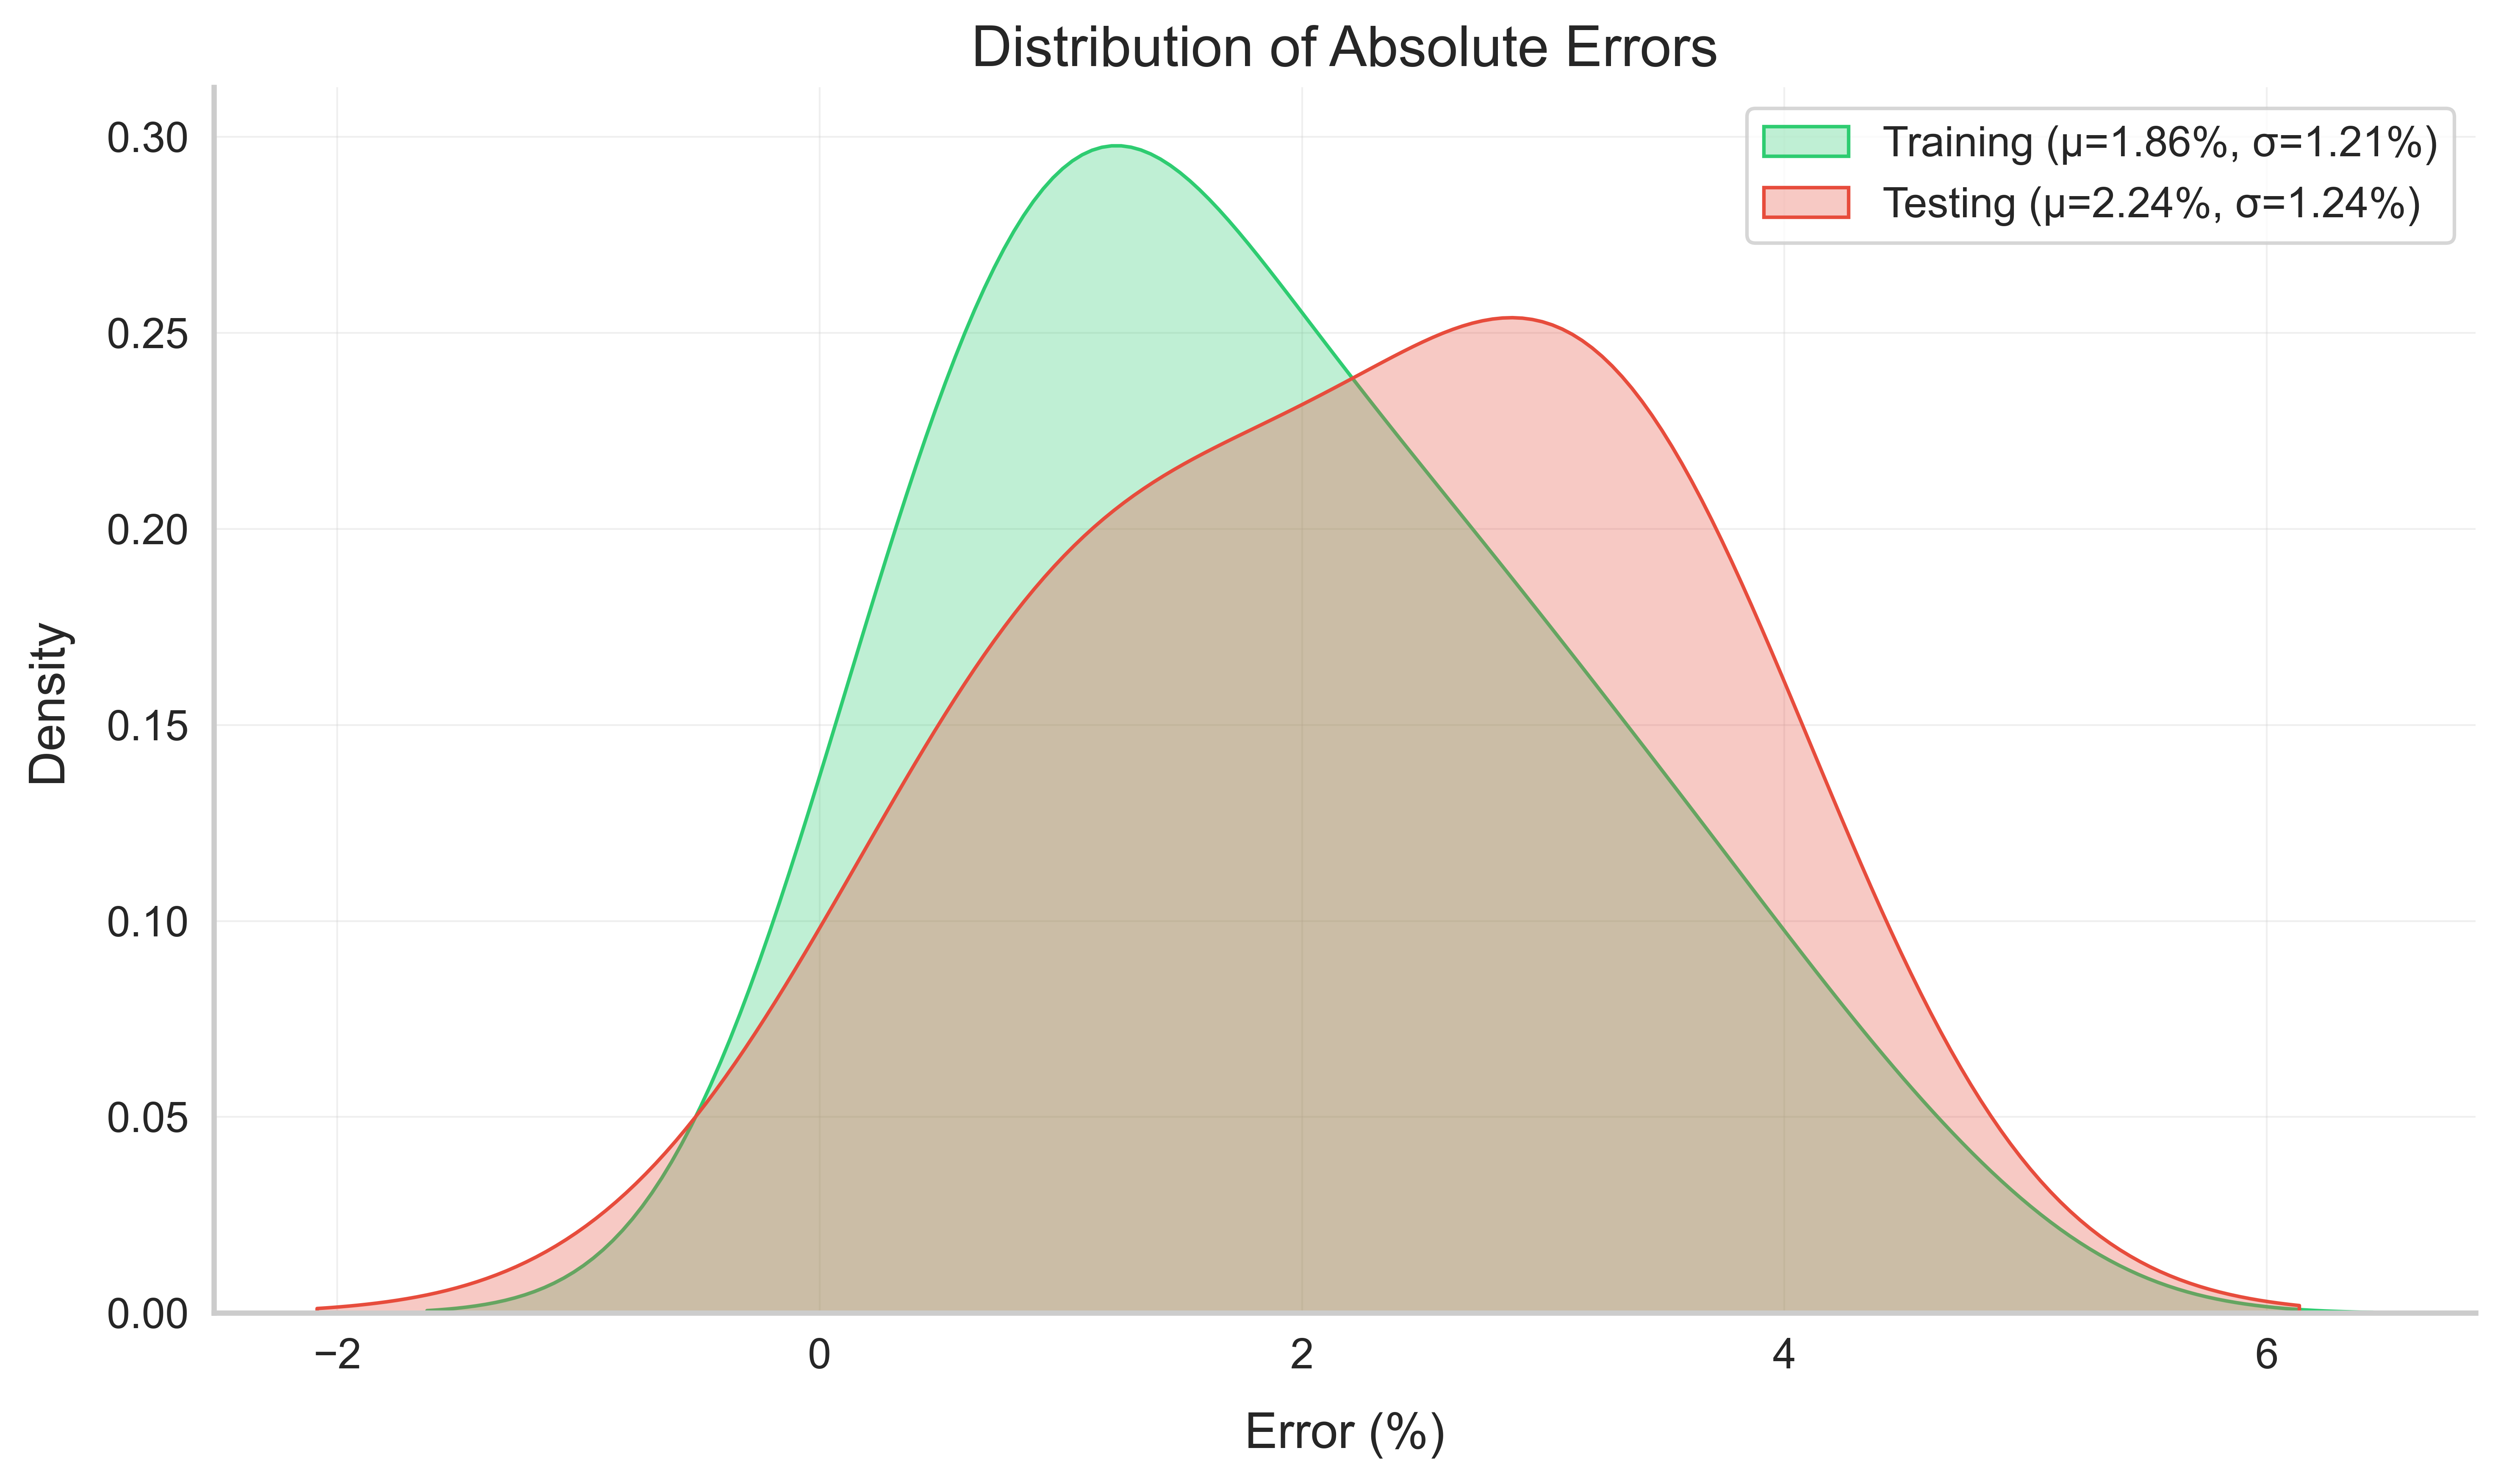 Distribution of Absolute Errors
Training (μ=1.86%, σ=1.21%)
Testing (μ=2.24%, σ=1.24%)
0.30
0.25
0.20
0.15
0.10
0.05
0.00
Density
−2 0 2 4 6
Error (%)